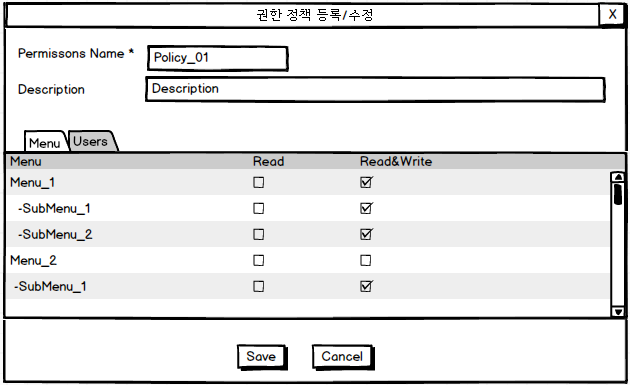 권한 정책 등록/수정 X
Permissons Name * Policy_01
Description Description
Menu Users
Menu Read Read&Write
Menu_1
-SubMenu_1
-SubMenu_2
Menu_2
-SubMenu_1
Save Cancel